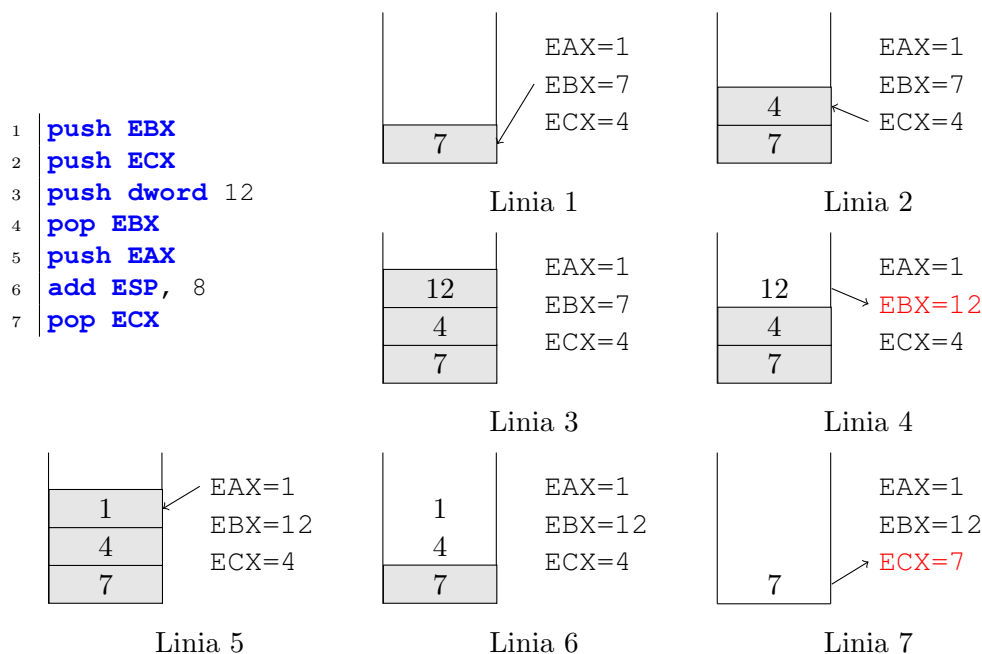 1 push EBX
2 push ECX
3 push dword 12
4 pop EBX
5 push EAX
6 add ESP, 8
7 pop ECX
EAX=1
EBX=7
ECX=4
7
Linia 1
EAX=1
EBX=7
ECX=4
4
7
Linia 2
EAX=1
EBX=7
ECX=4
12
4
7
Linia 3
EAX=1
EBX=12
ECX=4
12
4
7
Linia 4
EAX=1
EBX=12
ECX=4
1
4
7
Linia 5
EAX=1
EBX=12
ECX=4
1
4
7
Linia 6
EAX=1
EBX=12
ECX=7
7
Linia 7